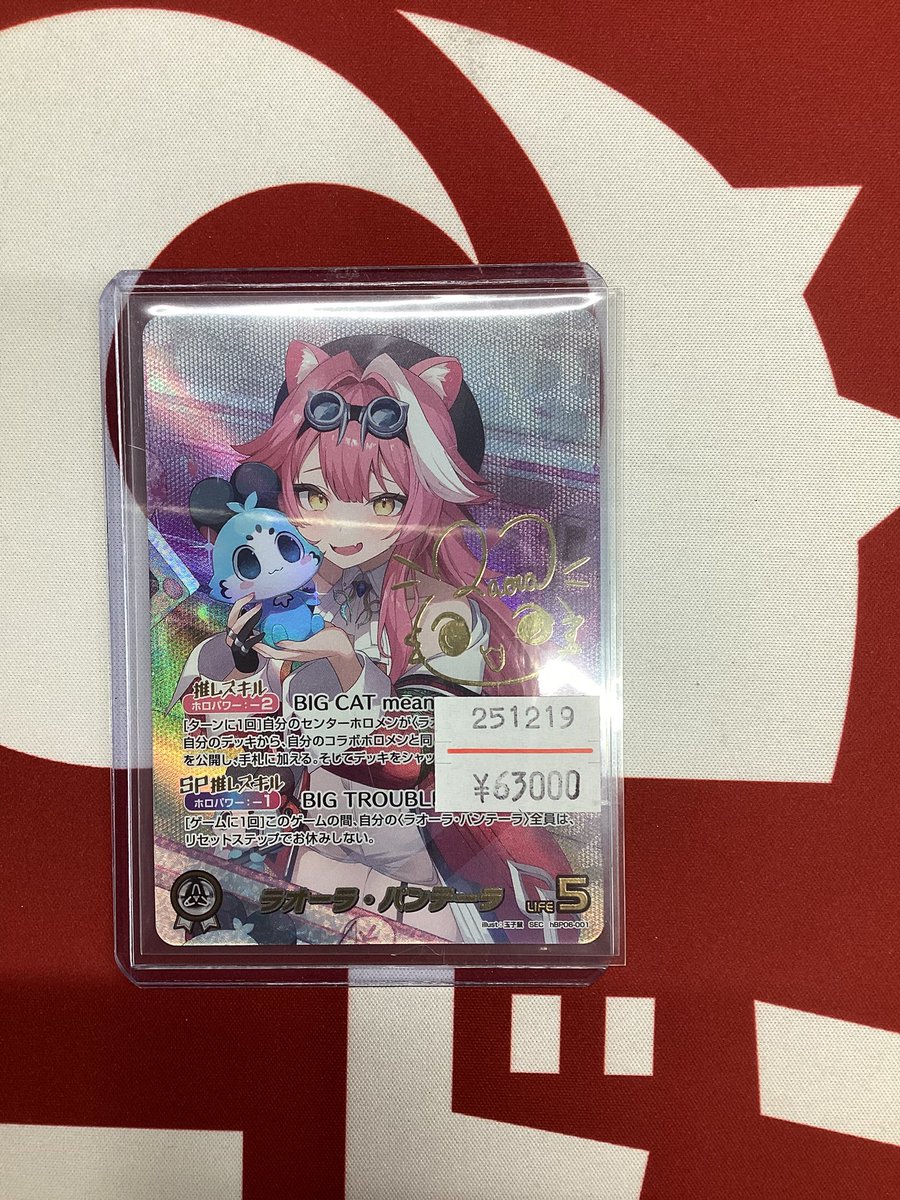 Raora
推しスキル
ホロパワー：－2
BIG CAT mean
[ターンに1回]自分のセンターホロメンが〈ラオ
自分のデッキから、自分のコラボホロメンと同
を公開し、手札に加える。そしてデッキをシャッ
251219
¥63000
SP推しスキル
ホロパワー：－1
BIG TROUBL
[ゲームに1回]このゲームの間、自分の〈ラオーラ・パンテーラ〉全員は、
リセットステップでお休みしない。
ラオーラ・パンテーラ
LIFE 5
illust：玉子鼠 SEC hBP06-001